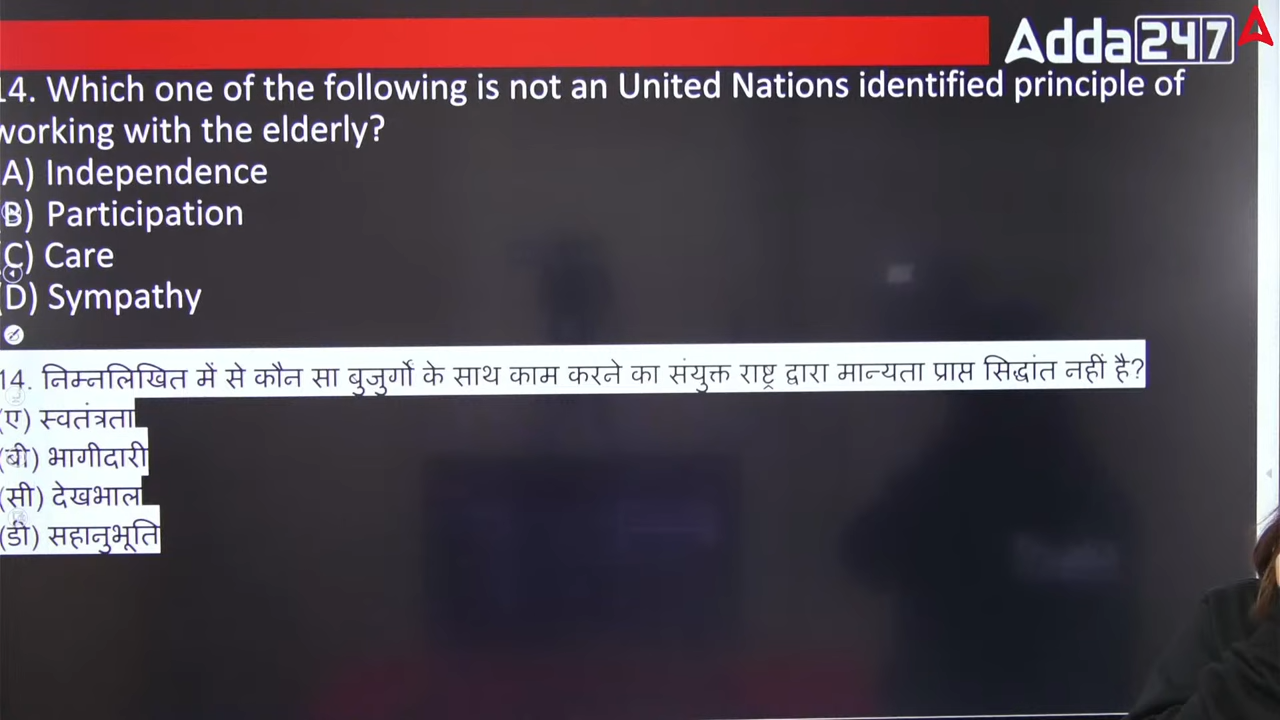 Adda247
14. Which one of the following is not an United Nations identified principle of
working with the elderly?
(A) Independence
(B) Participation
(C) Care
(D) Sympathy
14. निम्नलिखित में से कौन सा बुजुर्गों के साथ काम करने का संयुक्त राष्ट्र द्वारा मान्यता प्राप्त सिद्धांत नहीं है?
(ए) स्वतंत्रता
(बी) भागीदारी
(सी) देखभाल
(डी) सहानुभूति